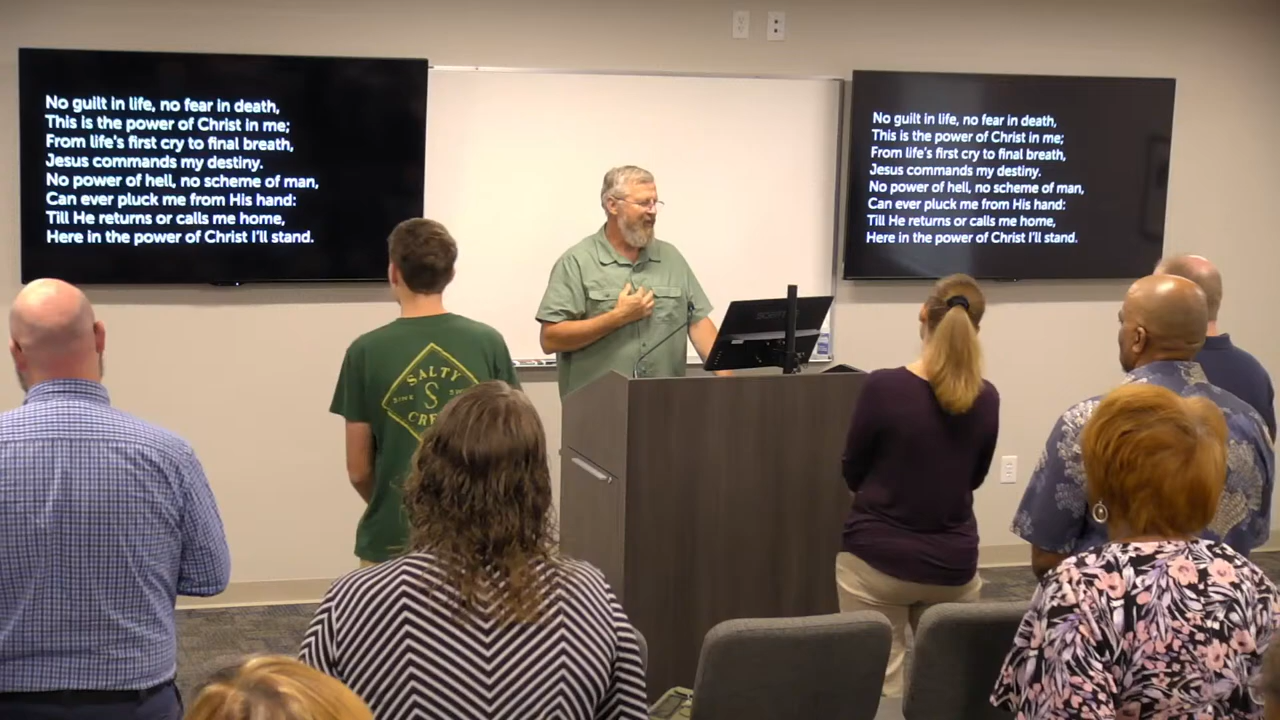 No guilt in life, no fear in death,
This is the power of Christ in me;
From life's first cry to final breath,
Jesus commands my destiny.
No power of hell, no scheme of man,
Can ever pluck me from His hand:
Till He returns or calls me home,
Here in the power of Christ I'll stand.
No guilt in life, no fear in death,
This is the power of Christ in me;
From life's first cry to final breath,
Jesus commands my destiny.
No power of hell, no scheme of man,
Can ever pluck me from His hand:
Till He returns or calls me home,
Here in the power of Christ I'll stand.
SALTY
SINCE
S